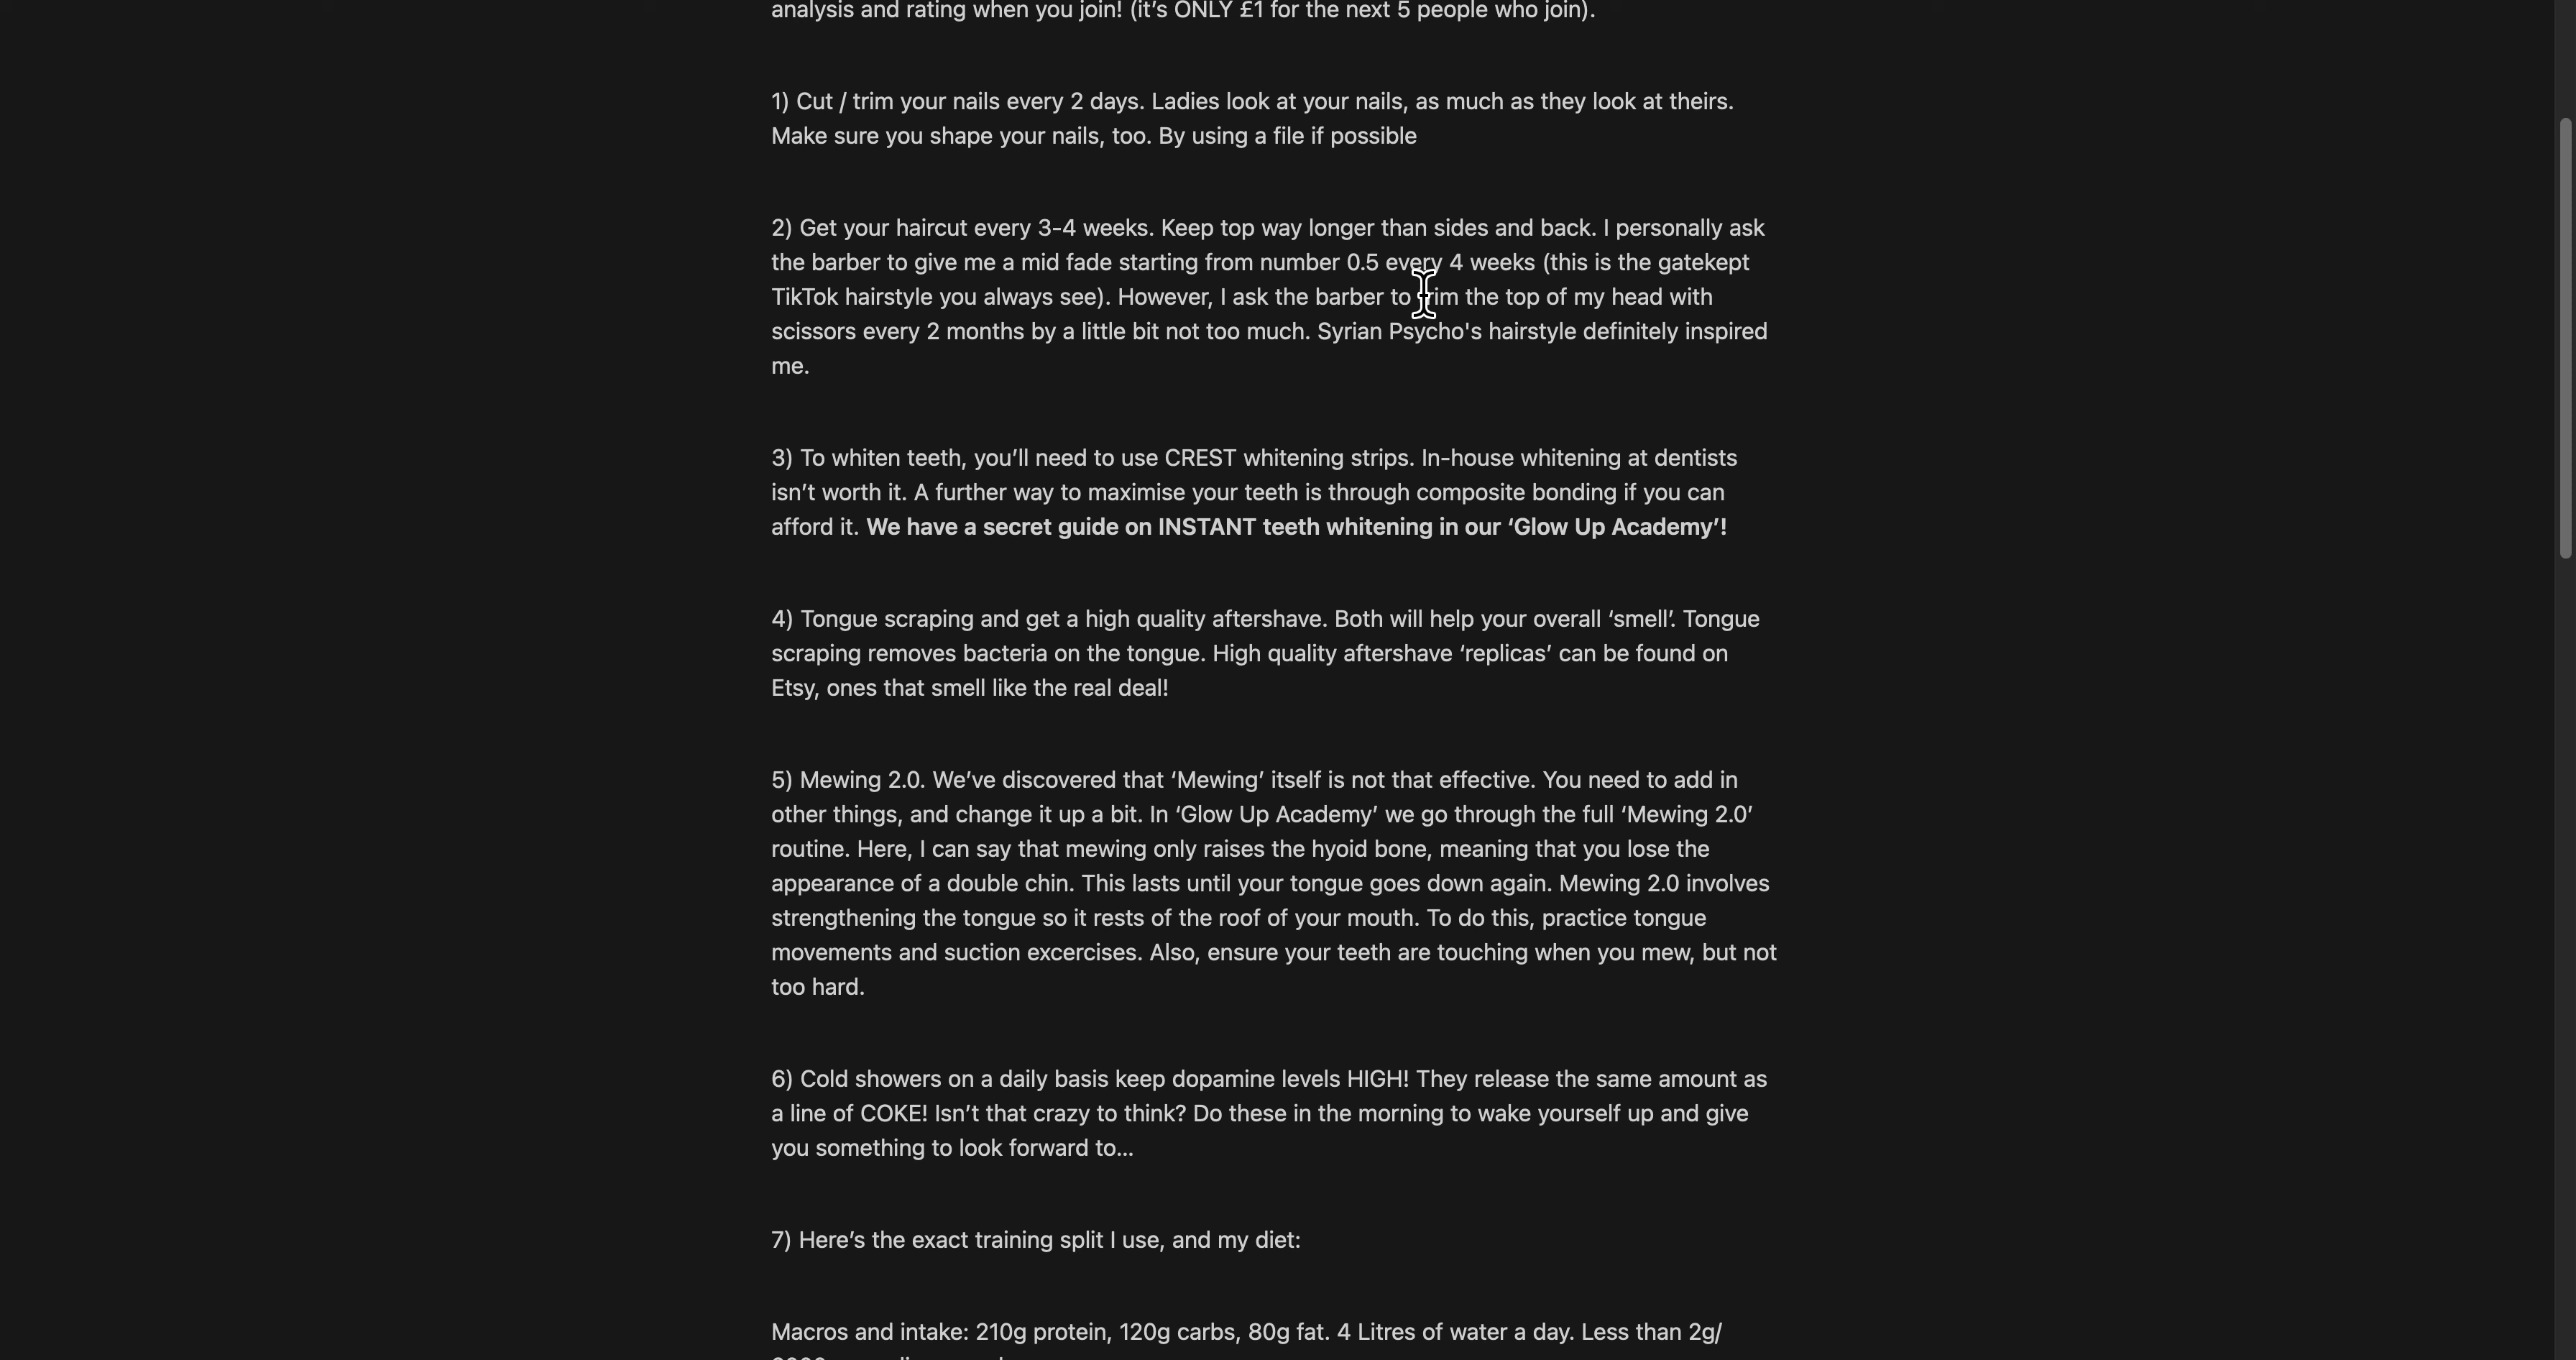 analysis and rating when you join! (it’s ONLY £1 for the next 5 people who join).
1) Cut / trim your nails every 2 days. Ladies look at your nails, as much as they look at theirs.
Make sure you shape your nails, too. By using a file if possible
2) Get your haircut every 3-4 weeks. Keep top way longer than sides and back. I personally ask
the barber to give me a mid fade starting from number 0.5 every 4 weeks (this is the gatekept
TikTok hairstyle you always see). However, I ask the barber to trim the top of my head with
scissors every 2 months by a little bit not too much. Syrian Psycho's hairstyle definitely inspired
me.
3) To whiten teeth, you’ll need to use CREST whitening strips. In-house whitening at dentists
isn’t worth it. A further way to maximise your teeth is through composite bonding if you can
afford it. We have a secret guide on INSTANT teeth whitening in our ‘Glow Up Academy’!
4) Tongue scraping and get a high quality aftershave. Both will help your overall ‘smell’. Tongue
scraping removes bacteria on the tongue. High quality aftershave ‘replicas’ can be found on
Etsy, ones that smell like the real deal!
5) Mewing 2.0. We’ve discovered that ‘Mewing’ itself is not that effective. You need to add in
other things, and change it up a bit. In ‘Glow Up Academy’ we go through the full ‘Mewing 2.0’
routine. Here, I can say that mewing only raises the hyoid bone, meaning that you lose the
appearance of a double chin. This lasts until your tongue goes down again. Mewing 2.0 involves
strengthening the tongue so it rests of the roof of your mouth. To do this, practice tongue
movements and suction excercises. Also, ensure your teeth are touching when you mew, but not
too hard.
6) Cold showers on a daily basis keep dopamine levels HIGH! They release the same amount as
a line of COKE! Isn’t that crazy to think? Do these in the morning to wake yourself up and give
you something to look forward to...
7) Here’s the exact training split I use, and my diet:
Macros and intake: 210g protein, 120g carbs, 80g fat. 4 Litres of water a day. Less than 2g/